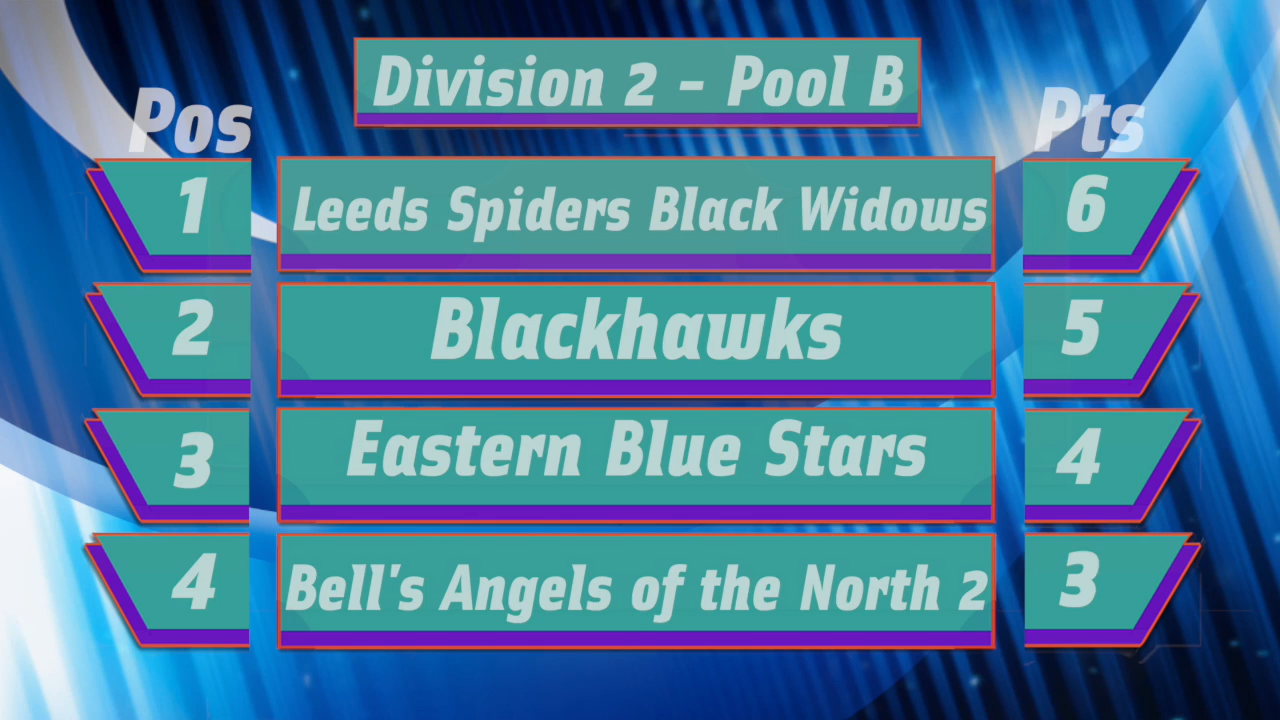 Division 2 - Pool B
Pos Pts
1 Leeds Spiders Black Widows 6
2 Blackhawks 5
3 Eastern Blue Stars 4
4 Bell's Angels of the North 2 3